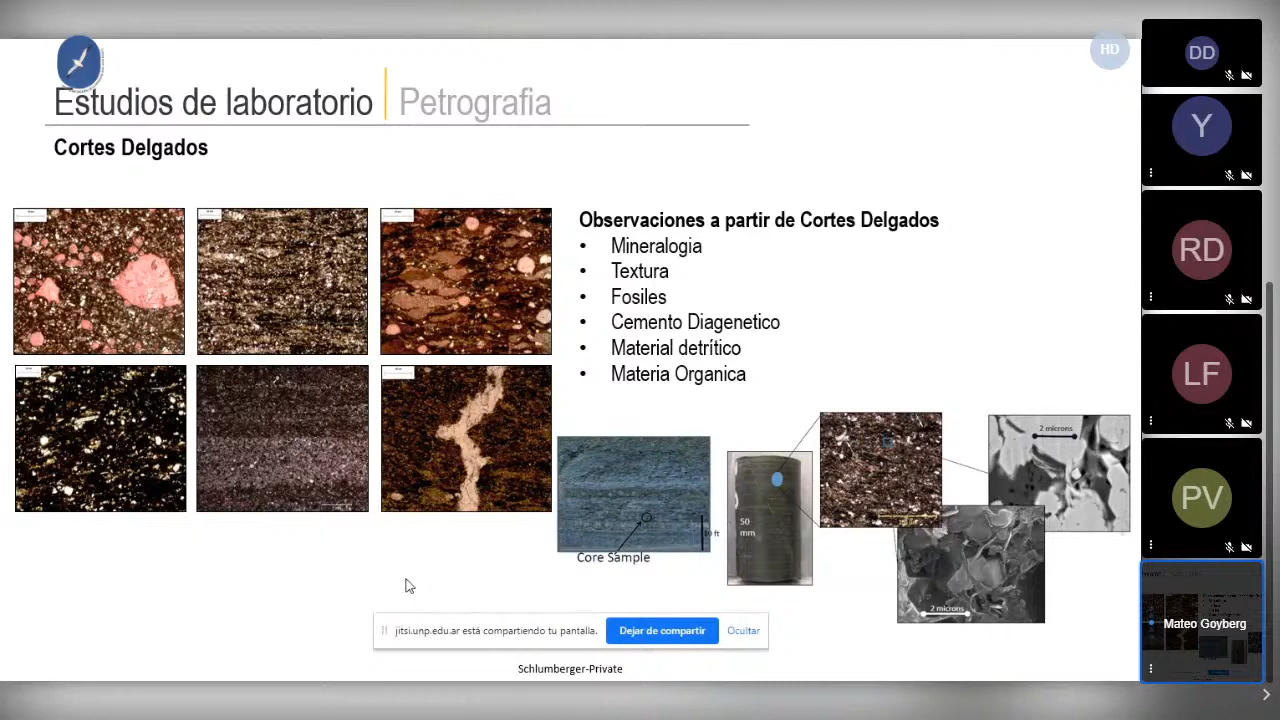 HD
Estudios de laboratorio
Petrografia
Cortes Delgados
Observaciones a partir de Cortes Delgados
• Mineralogia
• Textura
• Fosiles
• Cemento Diagenetico
• Material detrítico
• Materia Organica
Core Sample
ft
50
mm
2 microns
2 microns
jitsi.unp.edu.ar está compartiendo tu pantalla.
Dejar de compartir
Ocultar
Schlumberger-Private
DD
Y
RD
LF
PV
Mateo Goyberg